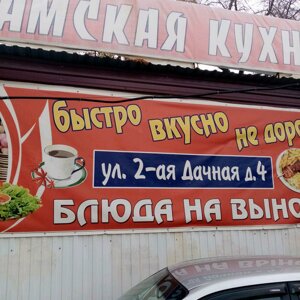 АМСКАЯ КУХН
быстро вкусно не доро
ул. 2-ая Дачная д.4
БЛЮДА НА ВЫНО